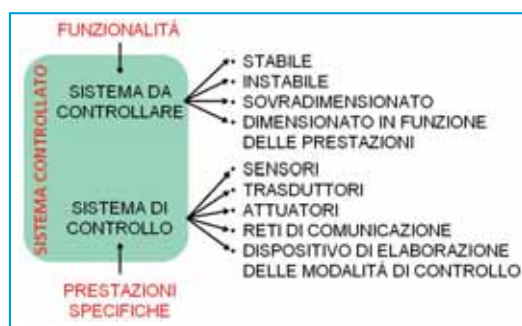 FUNZIONALITÀ
SISTEMA CONTROLLATO
SISTEMA DA
CONTROLLARE
• STABILE
• INSTABILE
• SOVRADIMENSIONATO
• DIMENSIONATO IN FUNZIONE
DELLE PRESTAZIONI
SISTEMA DI
CONTROLLO
• SENSORI
• TRASDUTTORI
• ATTUATORI
• RETI DI COMUNICAZIONE
• DISPOSITIVO DI ELABORAZIONE
DELLE MODALITÀ DI CONTROLLO
PRESTAZIONI
SPECIFICHE